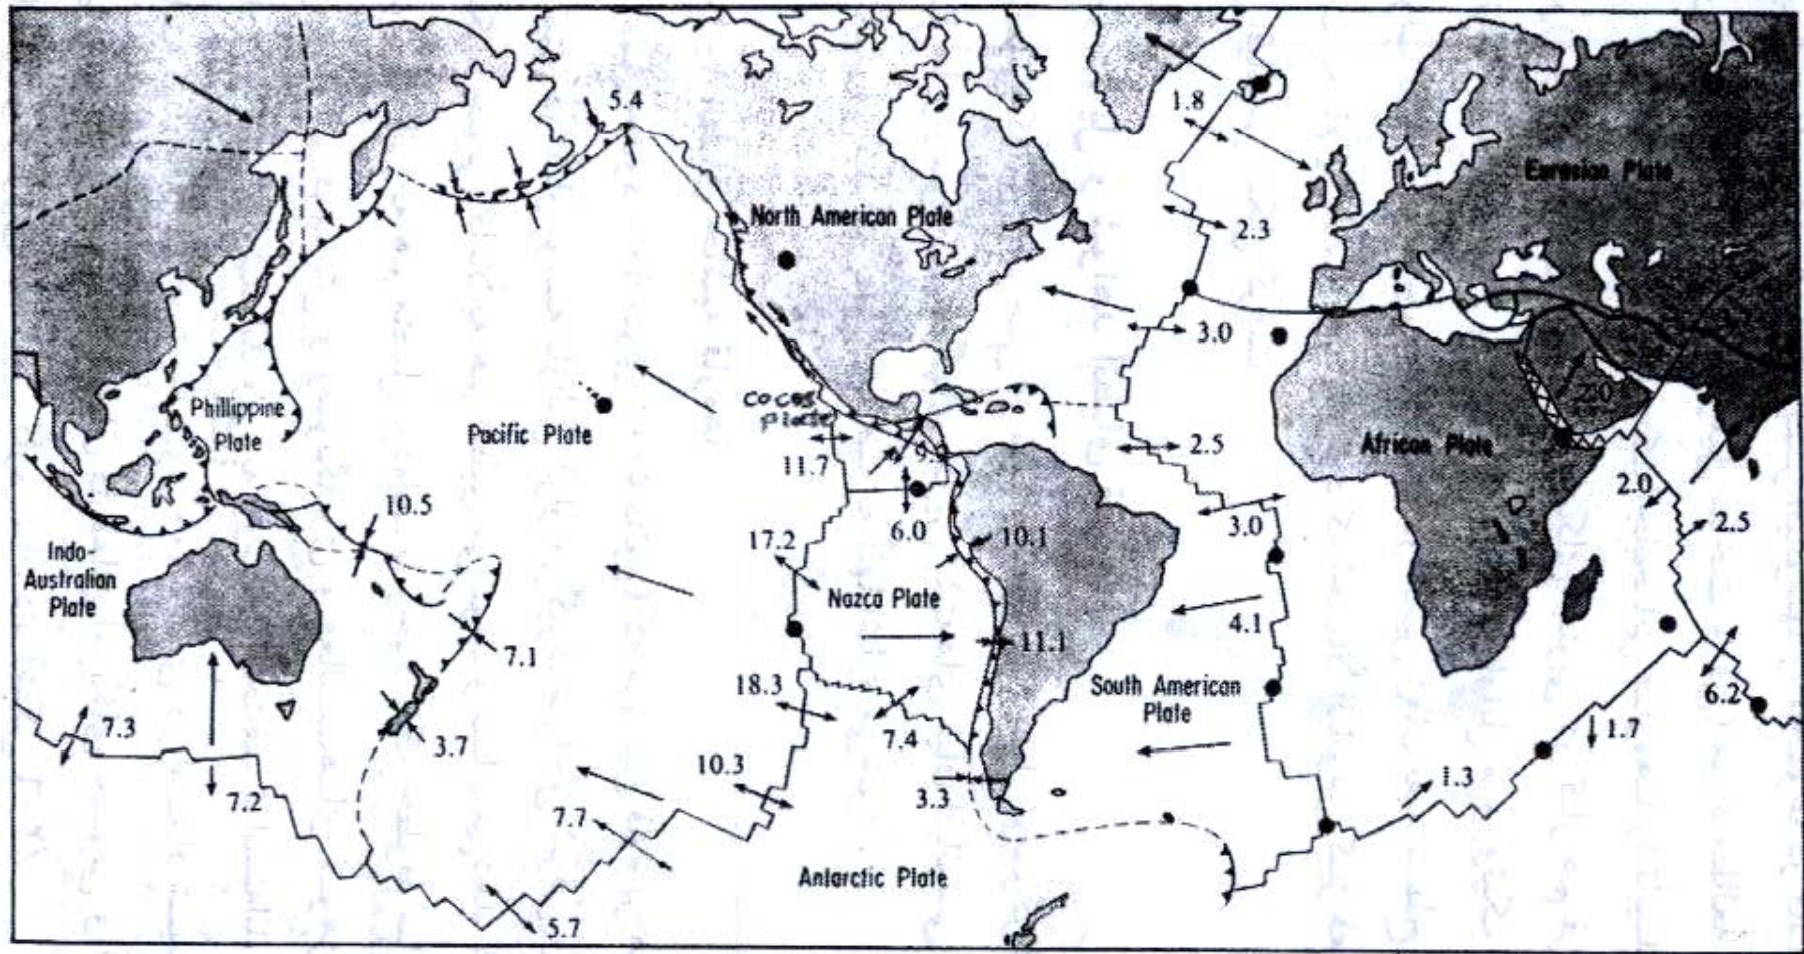 5.4
1.8
Eurasian Plate
North American Plate
2.3
3.0
Phillippine
Plate
Pacific Plate
cocos
plate
11.7
9.
2.5
African Plate
2.0
2.5
10.5
6.0
3.0
17.2
10.1
Indo-
Australian
Plate
Nazca Plate
4.1
7.1
11.1
18.3
South American
Plate
6.2
7.3
3.7
7.4
1.7
7.2
10.3
3.3
1.3
7.7
Antarctic Plate
5.7